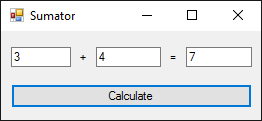 Sumator
3 + 4 = 7
Calculate